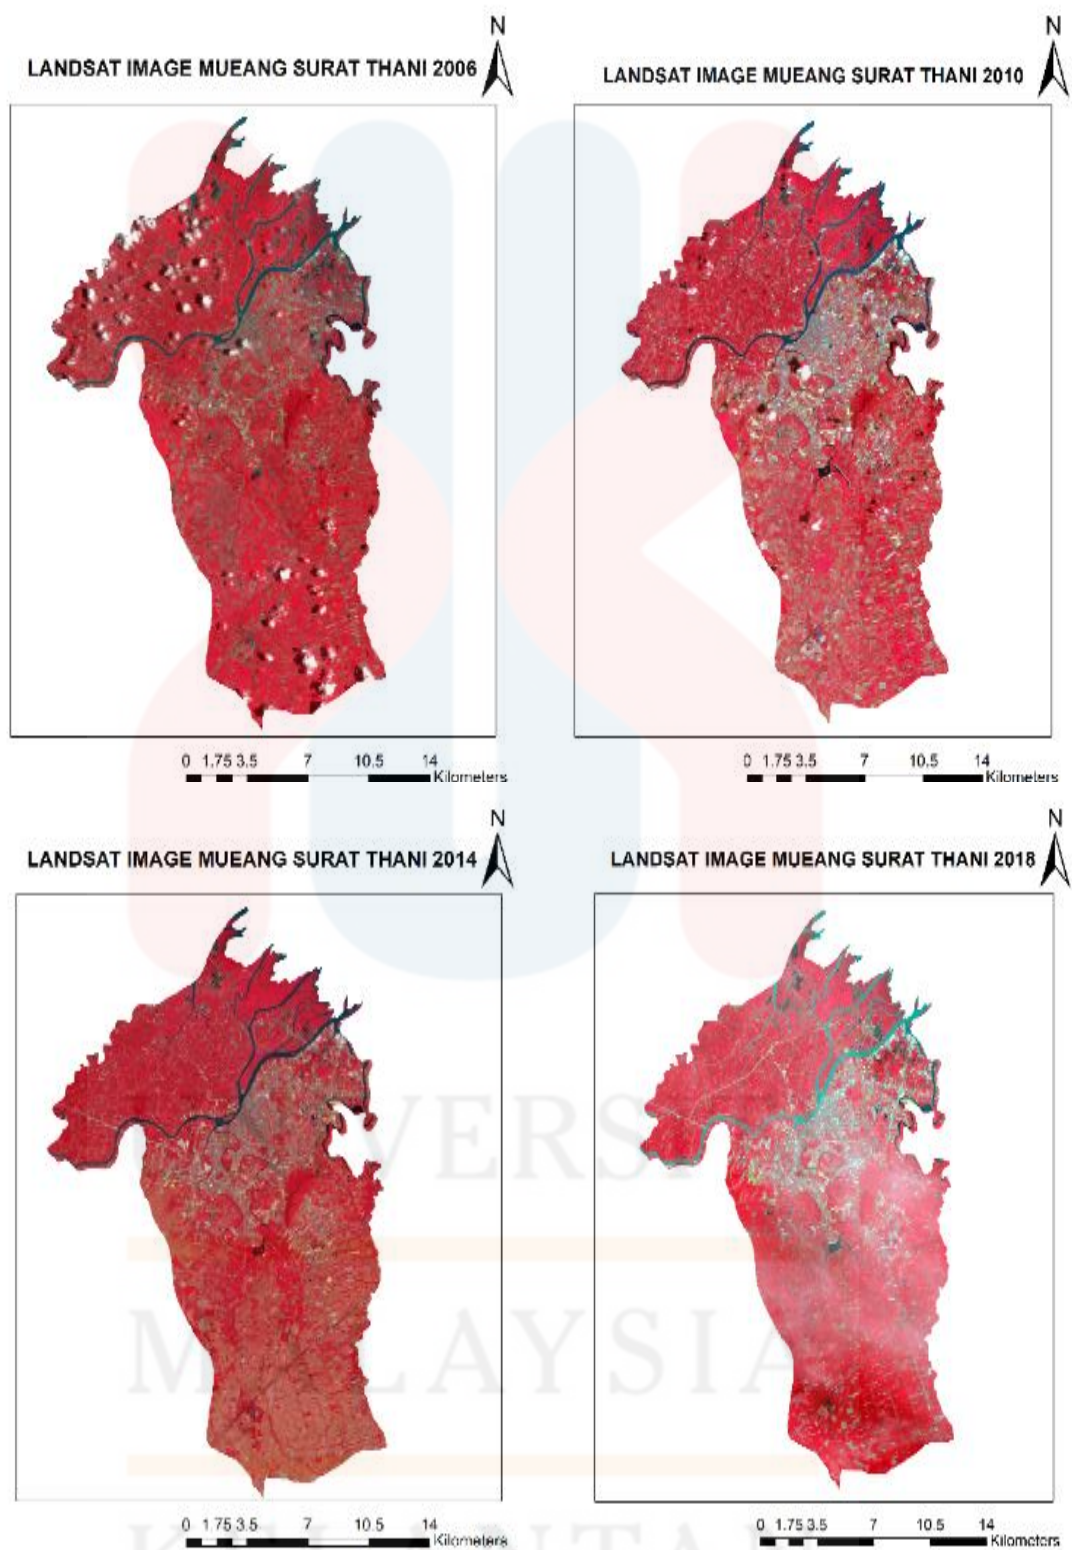 N
N
LANDSAT IMAGE MUEANG SURAT THANI 2006
LANDSAT IMAGE MUEANG SURAT THANI 2010
0 1.75 3.5 7 10.5 14
Kilometers
0 1.75 3.5 7 10.5 14
Kilometers
N
N
LANDSAT IMAGE MUEANG SURAT THANI 2014
LANDSAT IMAGE MUEANG SURAT THANI 2018
UNIVERSITI
MALAYSIA
KELANTAN
0 1.75 3.5 7 10.5 14
Kilometers
0 1.75 3.5 7 10.5 14
Kilometers